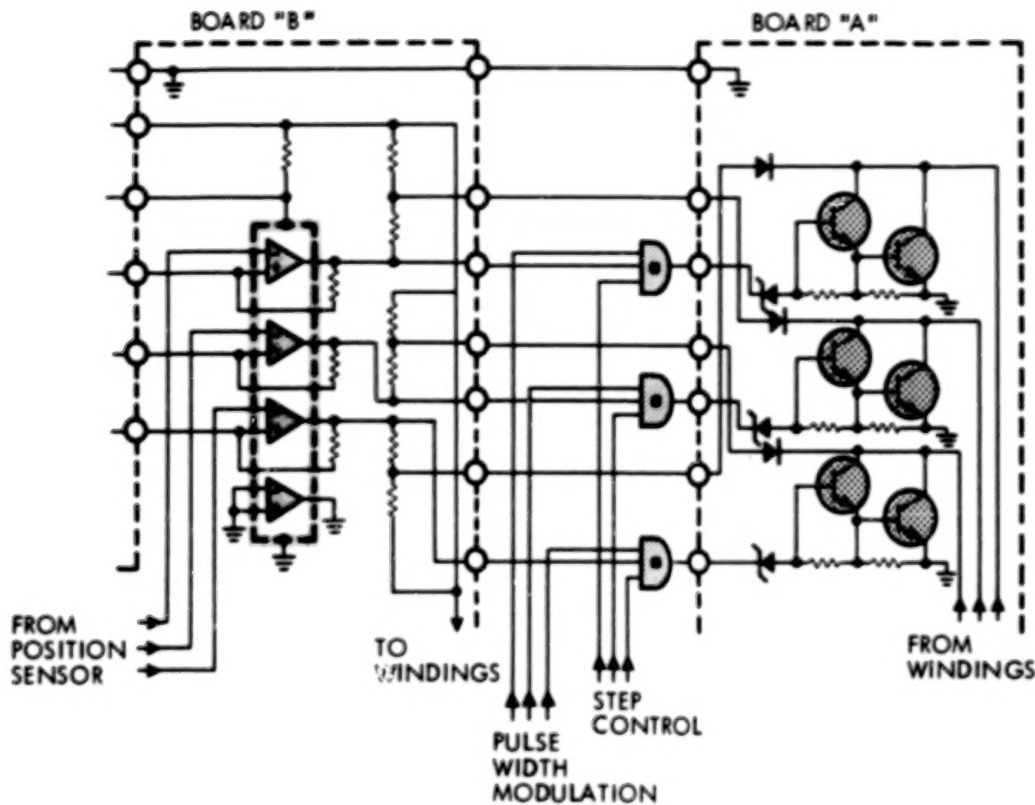 BOARD "B"
BOARD "A"
FROM
POSITION
SENSOR
TO
WINDINGS
STEP
CONTROL
PULSE
WIDTH
MODULATION
FROM
WINDINGS